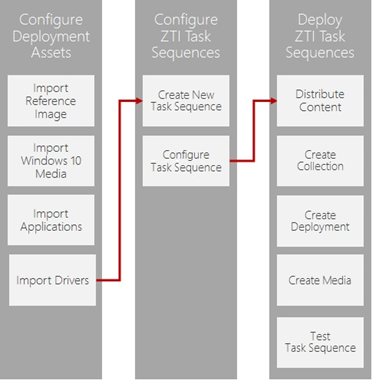 Configure
Deployment
Assets
Import
Reference
Image
Import
Windows 10
Media
Import
Applications
Import Drivers
Configure
ZTI Task
Sequences
Create New
Task Sequence
Configure
Task Sequence
Deploy
ZTI Task
Sequences
Distribute
Content
Create
Collection
Create
Deployment
Create Media
Test
Task Sequence